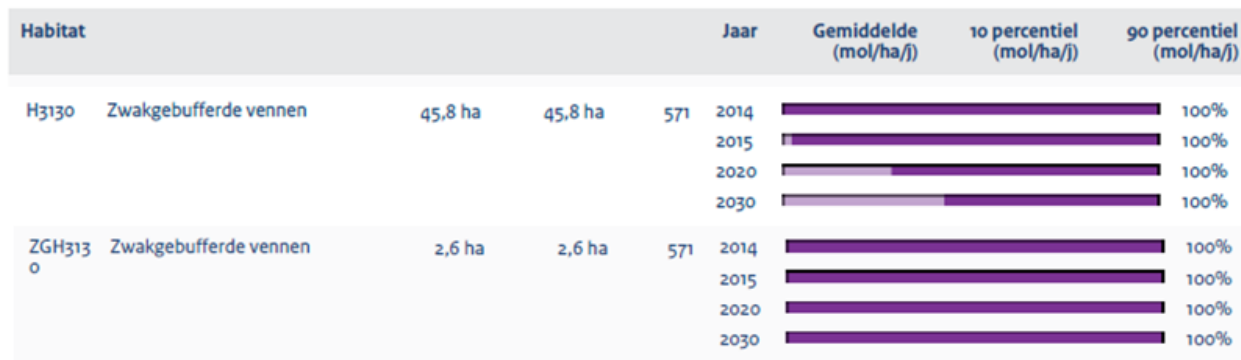 Habitat Jaar Gemiddelde 10 percentiel 90 percentiel
(mol/ha/j) (mol/ha/j) (mol/ha/j)
H3130 Zwakgebufferde vennen 45,8 ha 45,8 ha 571 2014 100%
2015 100%
2020 100%
2030 100%
ZGH313 Zwakgebufferde vennen 2,6 ha 2,6 ha 571 2014 100%
0
2015 100%
2020 100%
2030 100%